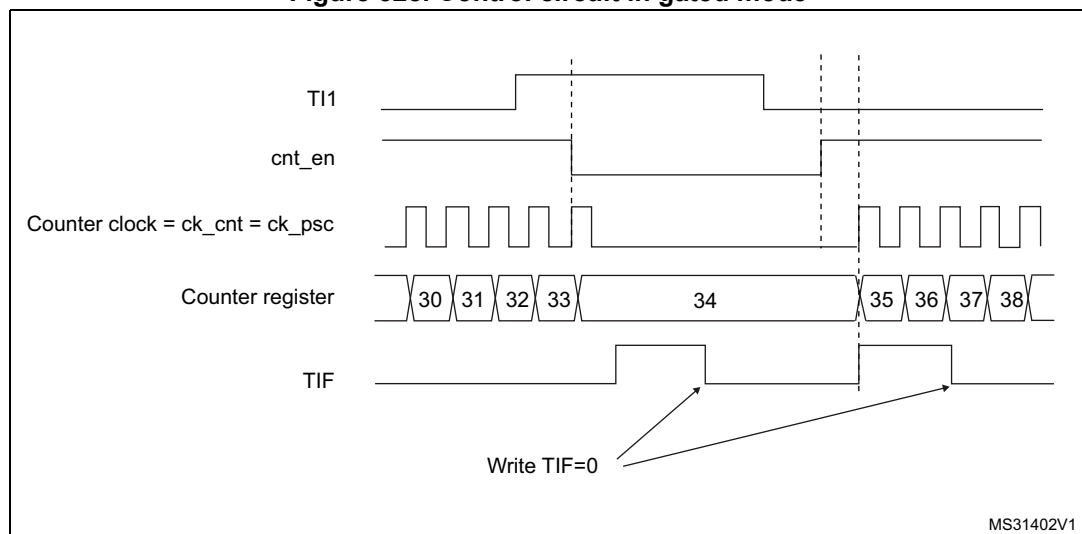 TI1
cnt_en
Counter clock = ck_cnt = ck_psc
Counter register 30 31 32 33 34 35 36 37 38
TIF
Write TIF=0
MS31402V1